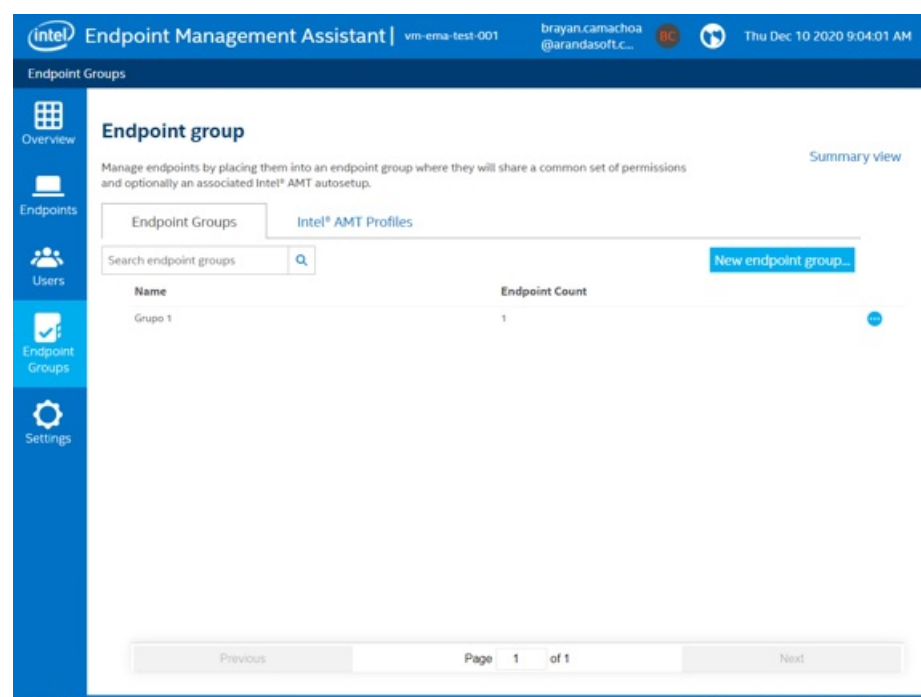 intel Endpoint Management Assistant | vm-ema-test-001 brayan.camachoa @arandasoft.c... BC Thu Dec 10 2020 9:04:01 AM
Endpoint Groups
Overview
Endpoints
Users
Endpoint Groups
Settings
Endpoint group
Summary view
Manage endpoints by placing them into an endpoint group where they will share a common set of permissions
and optionally an associated Intel® AMT autosetup.
Endpoint Groups Intel® AMT Profiles
Search endpoint groups New endpoint group...
Name Endpoint Count
Grupo 1 1
Previous Page 1 of 1 Next